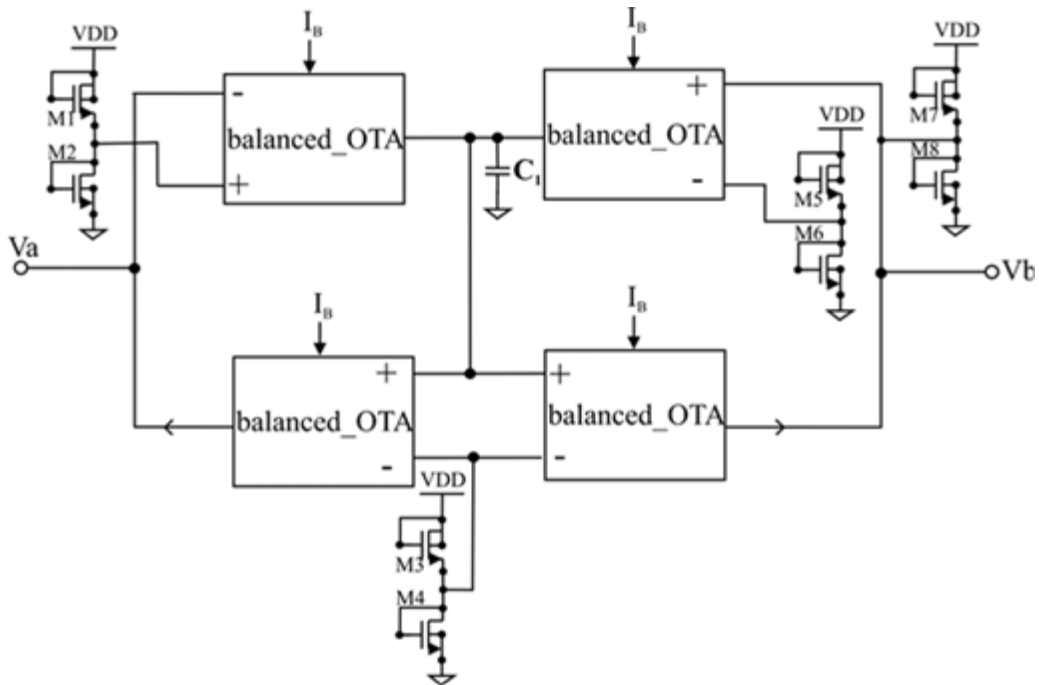 I_B
I_B
VDD
VDD
-
+
M1
balanced_OTA
balanced_OTA
M7
M2
+
C₁
-
VDD
M8
M5
M6
Va
Vb
I_B
I_B
+
+
balanced_OTA
balanced_OTA
-
-
VDD
M3
M4